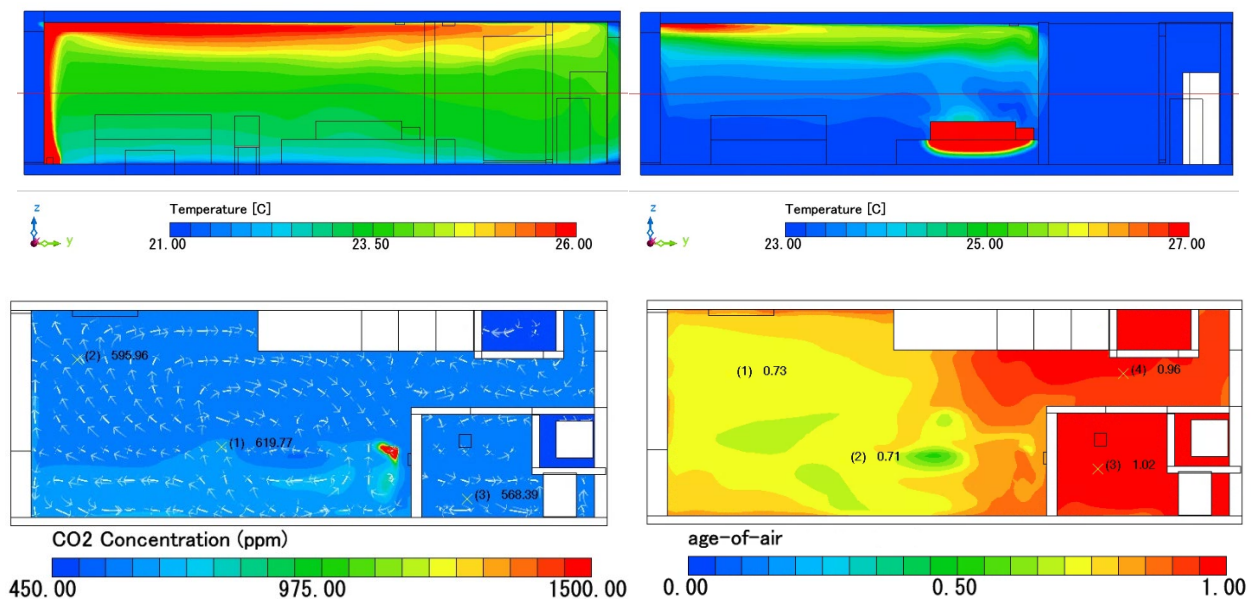 Temperature [C]
21.00 23.50 26.00
z
y
Temperature [C]
23.00 25.00 27.00
z
y
(2) 595.96
(1) 619.77
(3) 568.39
CO2 Concentration (ppm)
450.00 975.00 1500.00
(1) 0.73
(4) 0.96
(2) 0.71
(3) 1.02
age-of-air
0.00 0.50 1.00